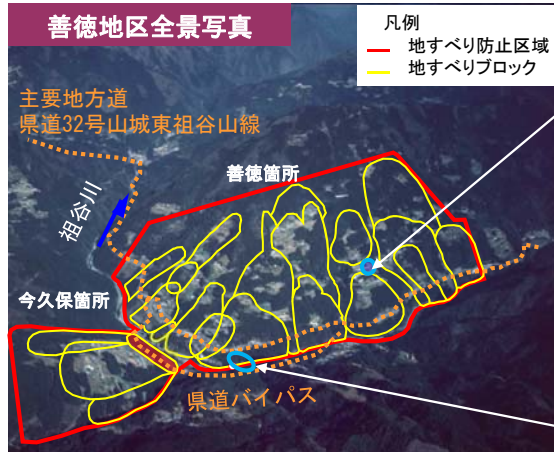 善徳地区全景写真
凡例
地すべり防止区域
地すべりブロック
主要地方道
県道32号山城東祖谷山線
善徳箇所
祖谷川
今久保箇所
県道バイパス